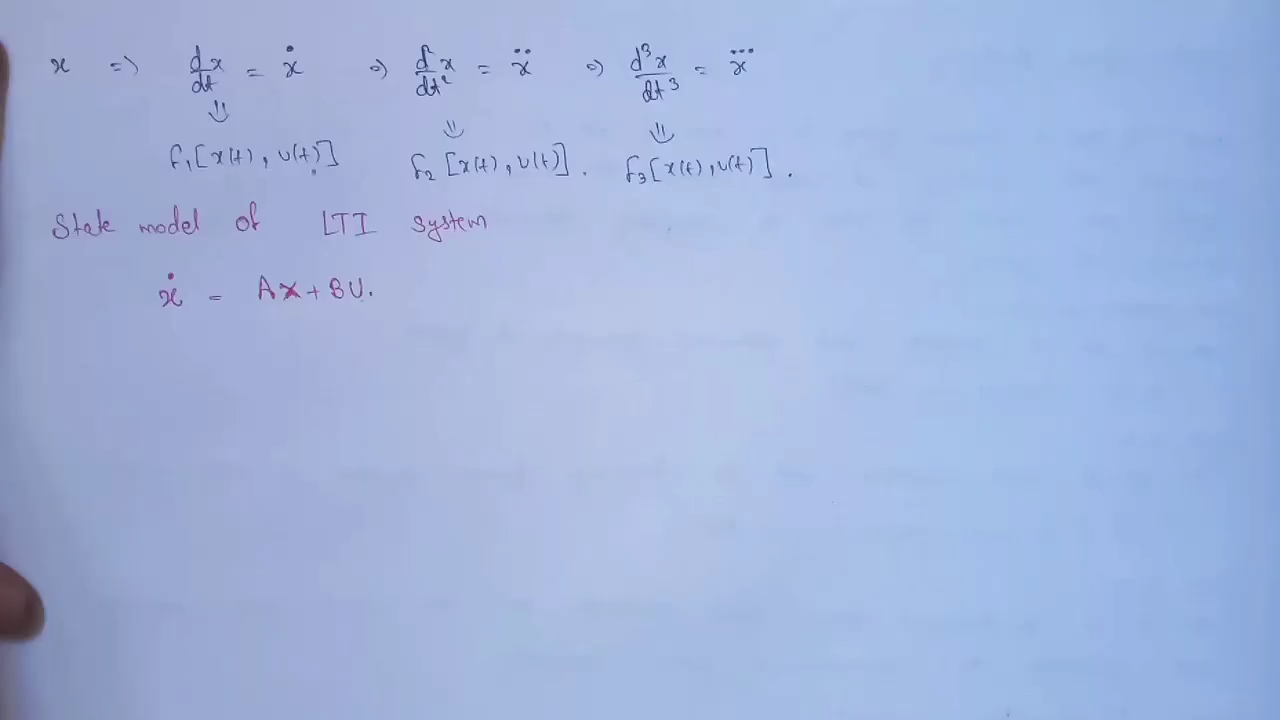 x ⇒ dx/dt = ẋ ⇒ d²x/dt² = ẍ ⇒ d³x/dt³ = x⃛
⇓ ⇓ ⇓
f₁[x(t), u(t)] f₂[x(t), u(t)]. f₃[x(t), u(t)].
State model of LTI system
ẋ = AX + BU.